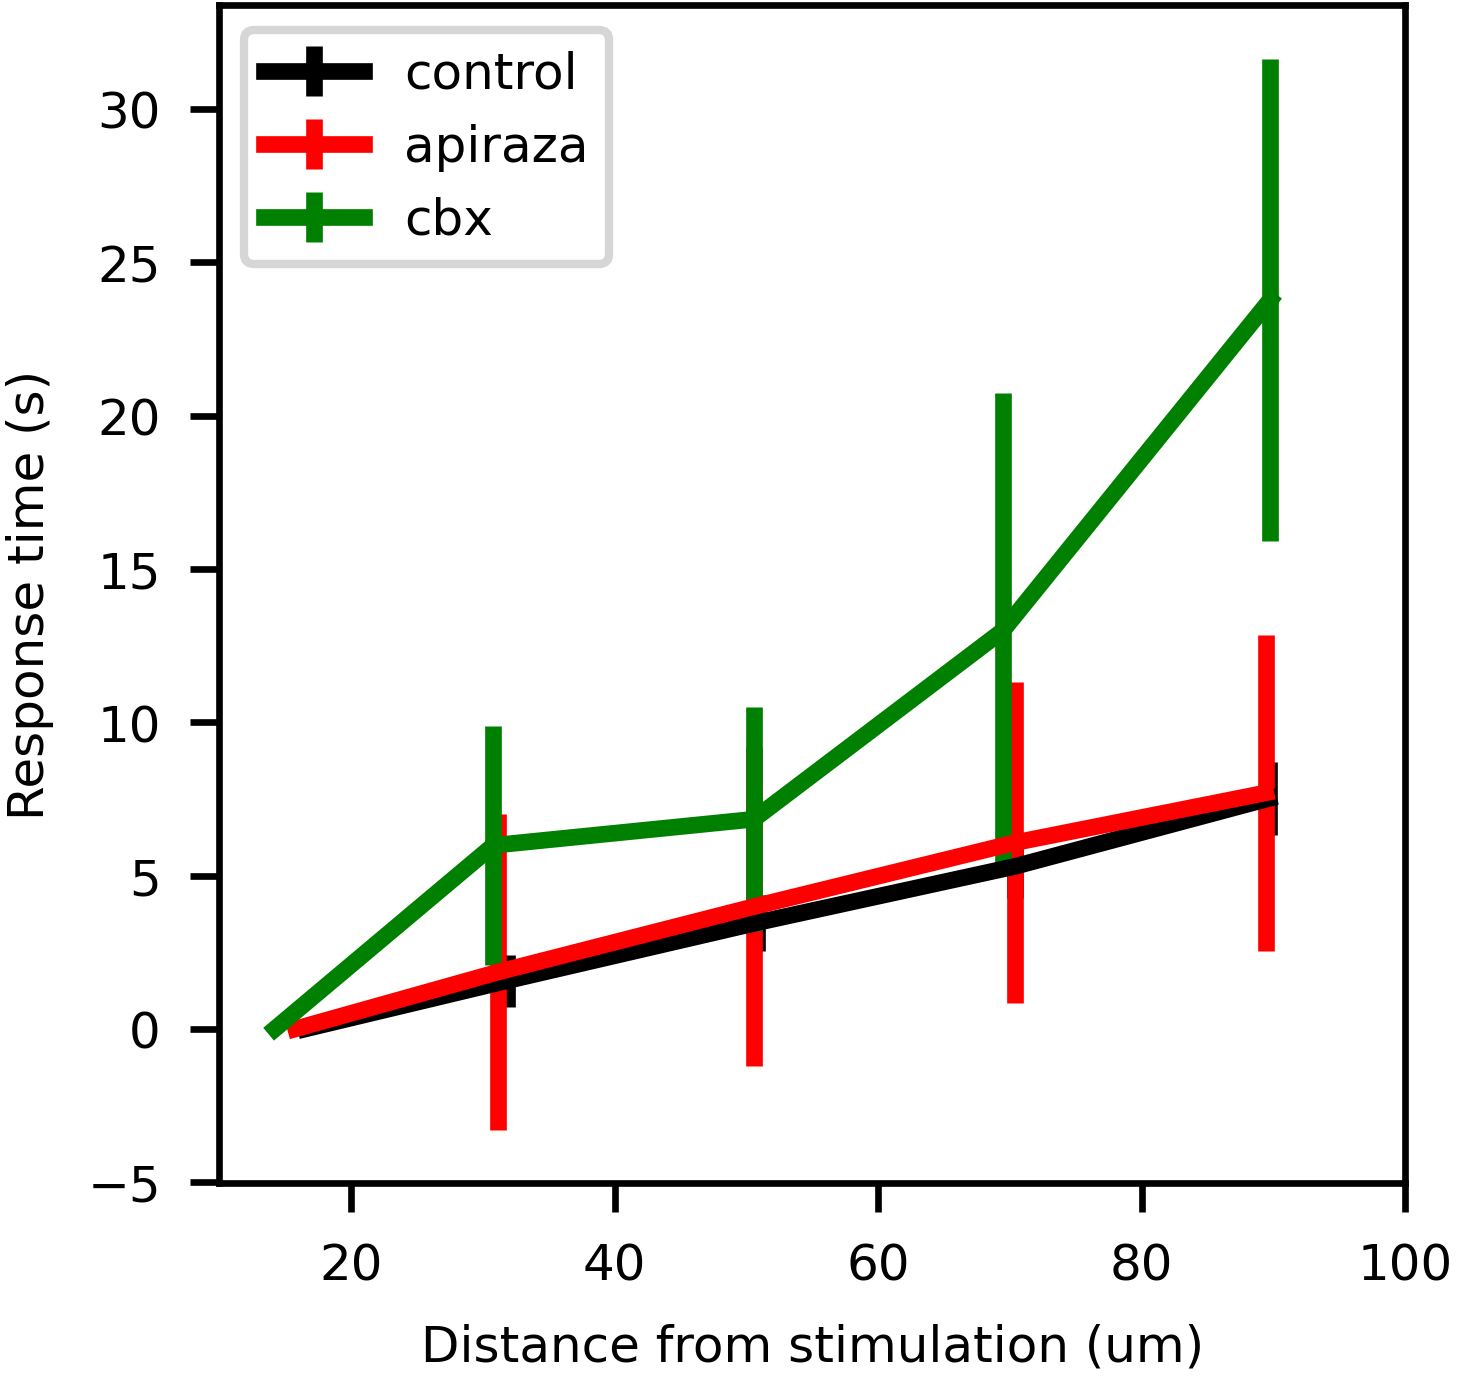 control
apiraza
cbx
30
25
20
15
10
5
0
−5
Response time (s)
20 40 60 80 100
Distance from stimulation (um)